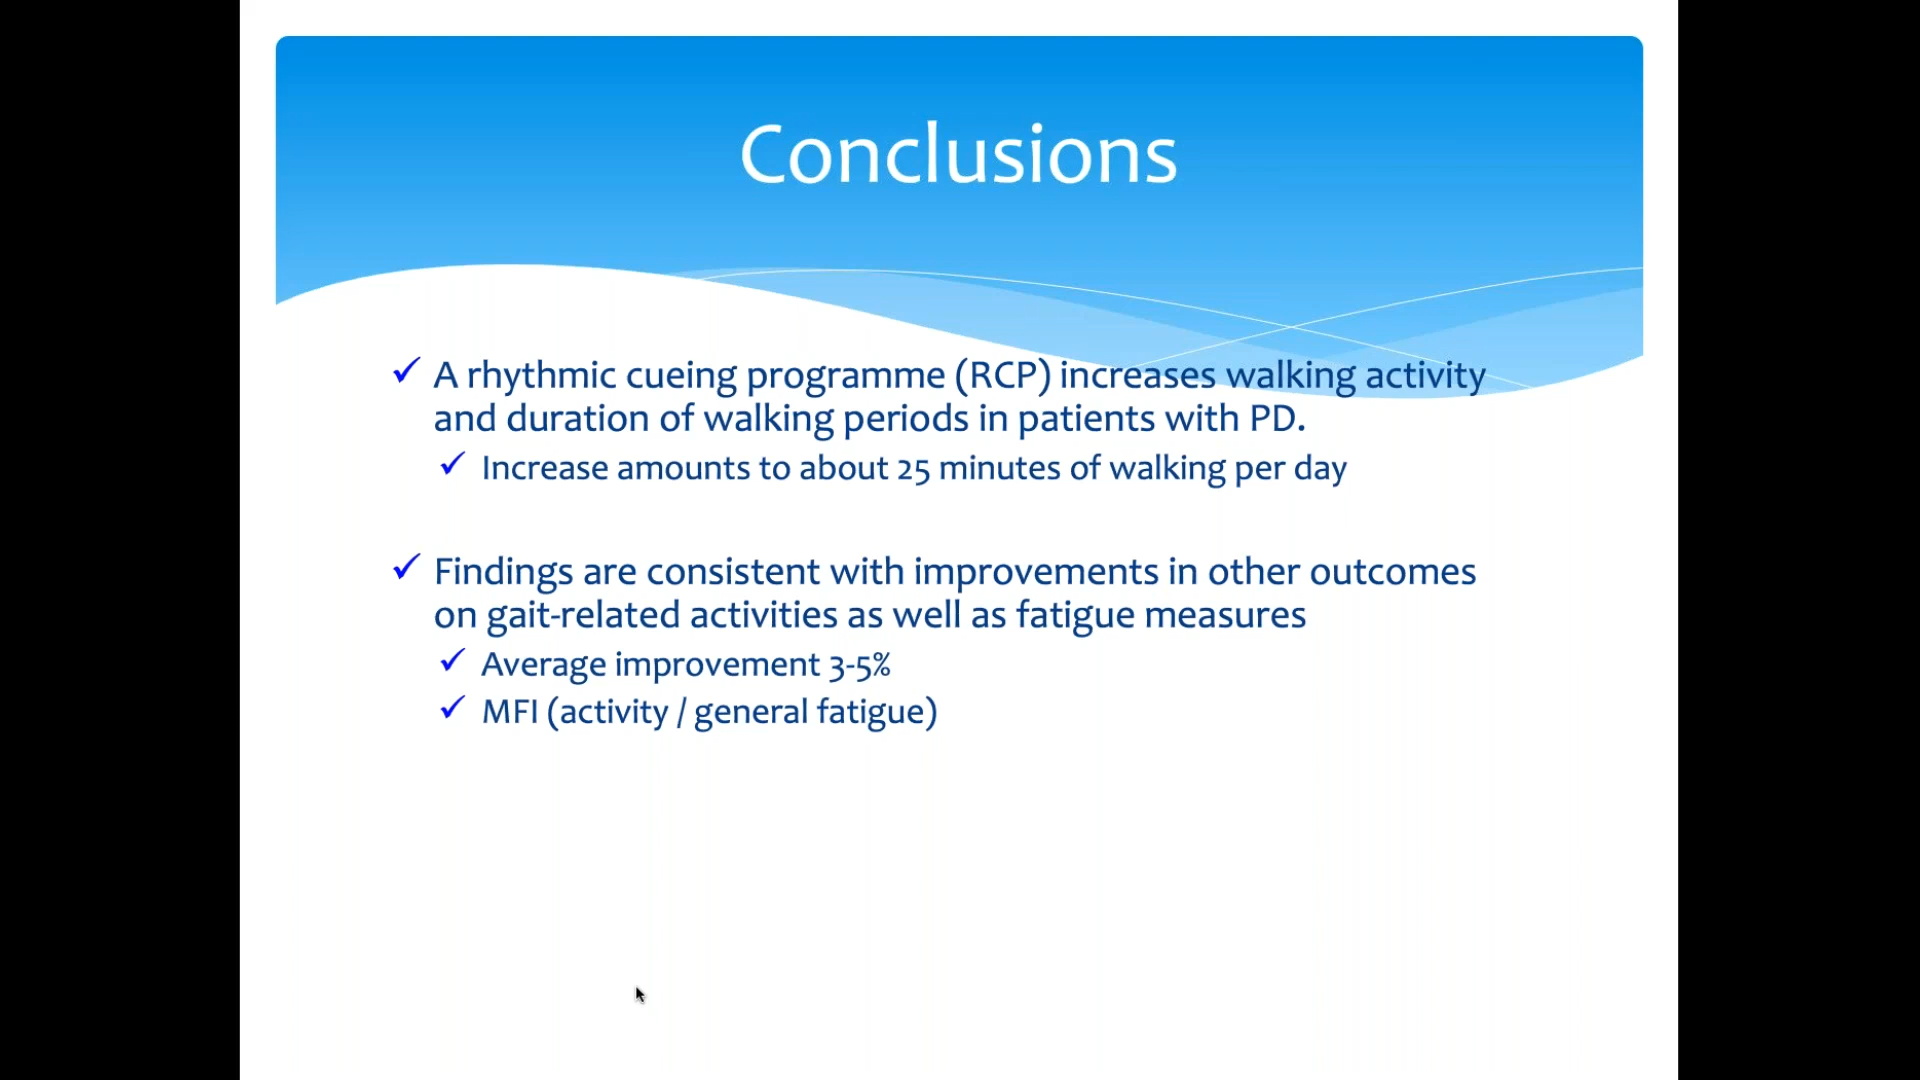 Conclusions
A rhythmic cueing programme (RCP) increases walking activity
and duration of walking periods in patients with PD.
Increase amounts to about 25 minutes of walking per day
Findings are consistent with improvements in other outcomes
on gait-related activities as well as fatigue measures
Average improvement 3-5%
MFI (activity / general fatigue)